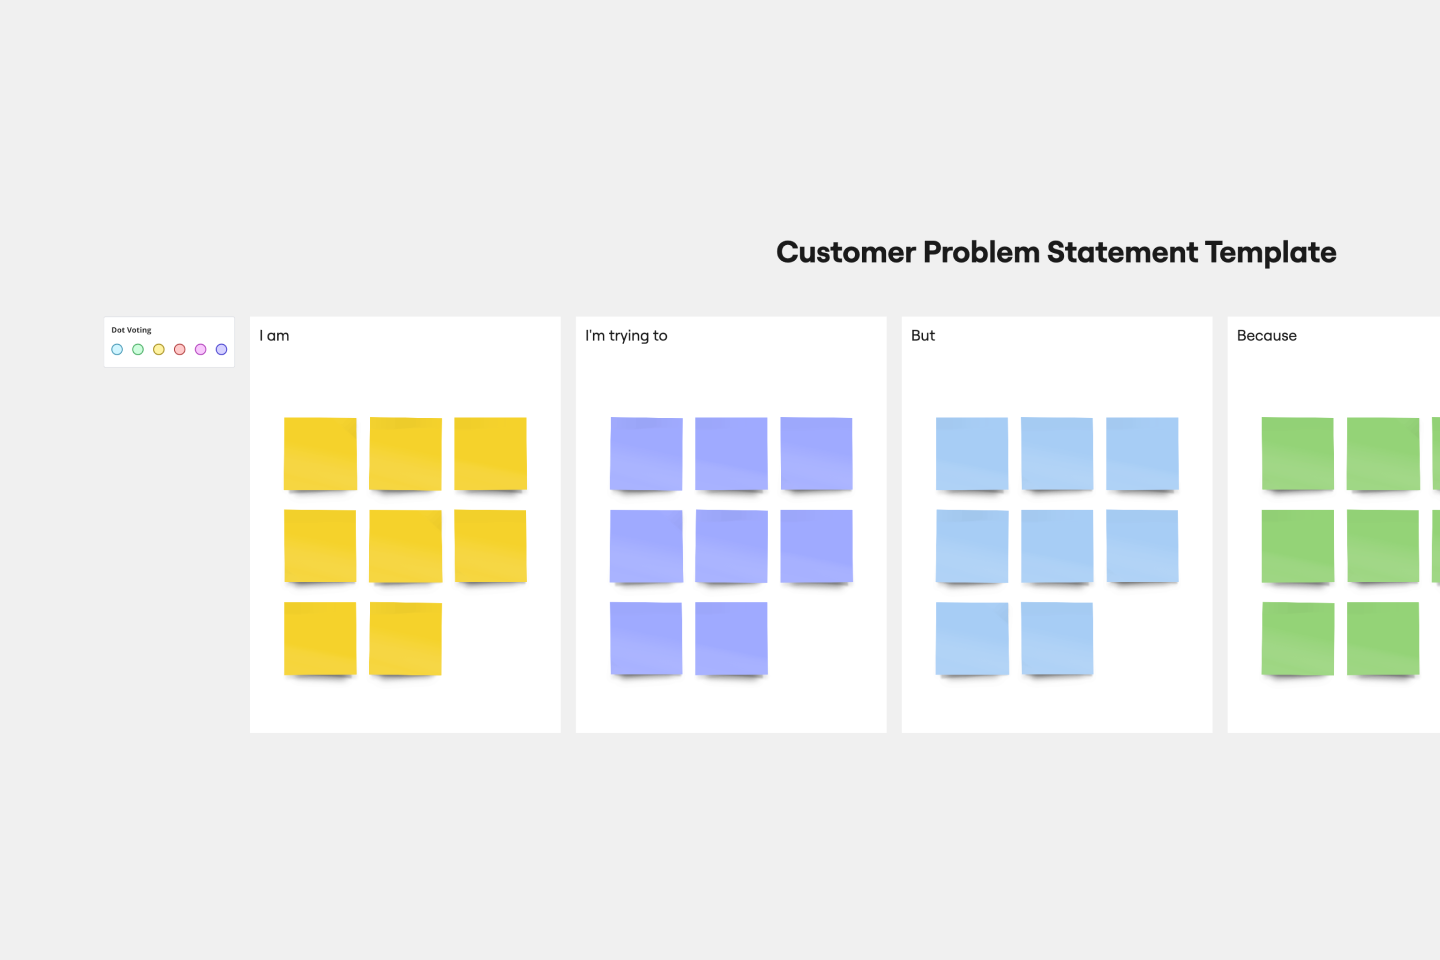 Customer Problem Statement Template
Dot Voting
I am
I'm trying to
But
Because